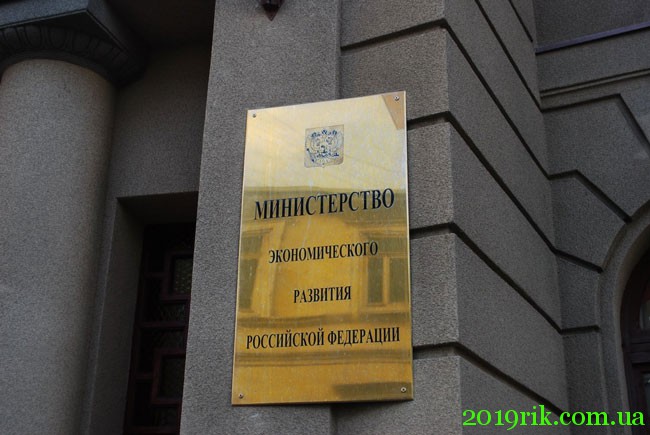 МИНИСТЕРСТВО
ЭКОНОМИЧЕСКОГО
РАЗВИТИЯ
РОССИЙСКОЙ ФЕДЕРАЦИИ
2019rik.com.ua